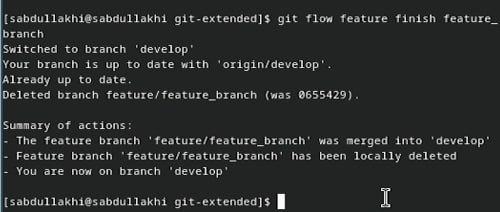 [sabdullakhi@sabdullakhi git-extended]$ git flow feature finish feature_
branch
Switched to branch 'develop'
Your branch is up to date with 'origin/develop'.
Already up to date.
Deleted branch feature/feature_branch (was 0655429).

Summary of actions:
- The feature branch 'feature/feature_branch' was merged into 'develop'
- Feature branch 'feature/feature_branch' has been locally deleted
- You are now on branch 'develop'

[sabdullakhi@sabdullakhi git-extended]$